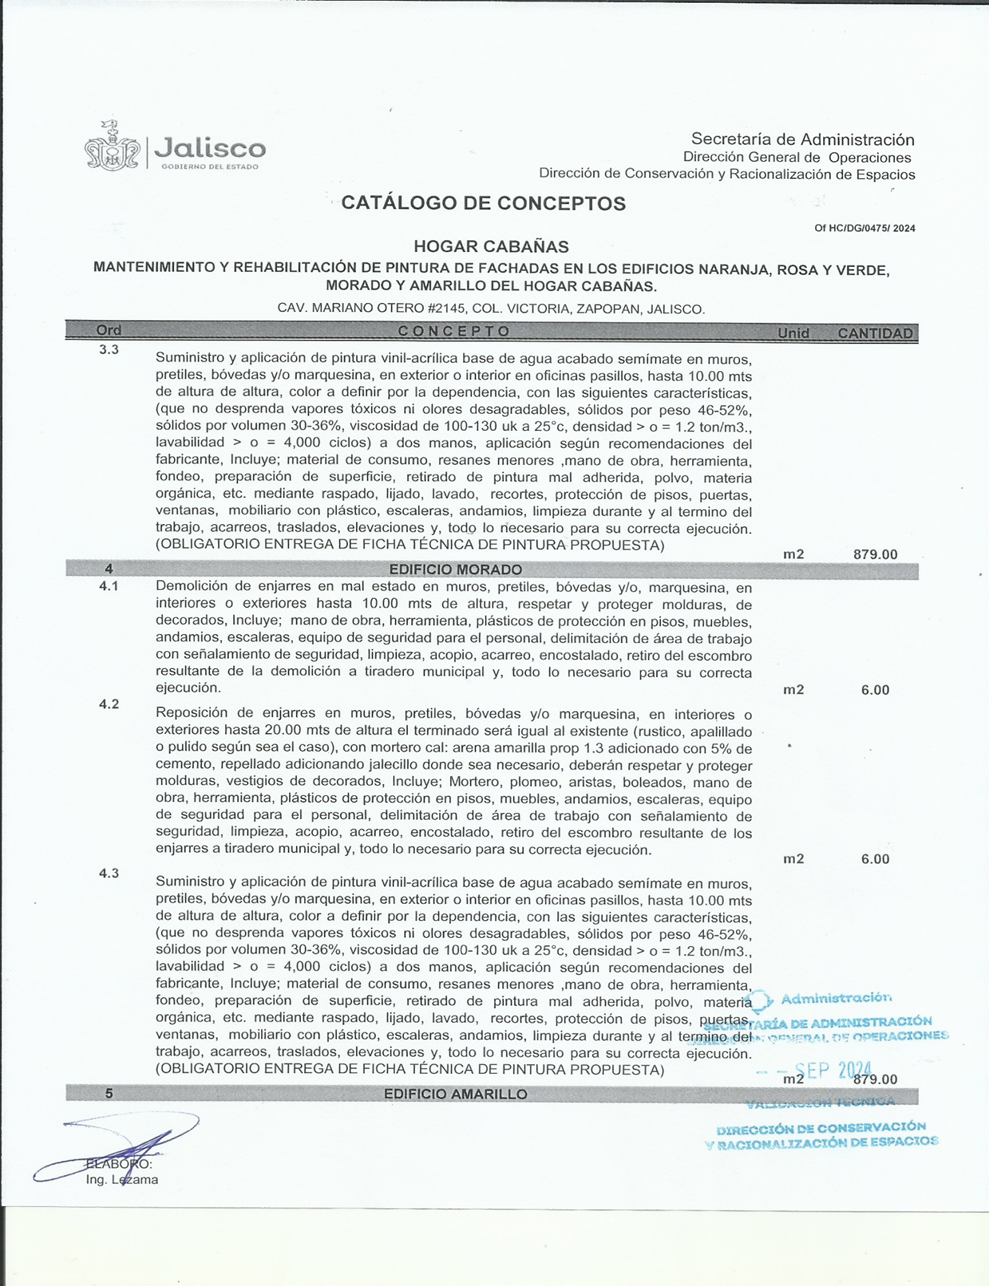 Jalisco
GOBIERNO DEL ESTADO
Secretaría de Administración
Dirección General de Operaciones
Dirección de Conservación y Racionalización de Espacios
CATÁLOGO DE CONCEPTOS
Of HC/DG/0475/ 2024
HOGAR CABAÑAS
MANTENIMIENTO Y REHABILITACIÓN DE PINTURA DE FACHADAS EN LOS EDIFICIOS NARANJA, ROSA Y VERDE,
MORADO Y AMARILLO DEL HOGAR CABAÑAS.
CAV. MARIANO OTERO #2145, COL. VICTORIA, ZAPOPAN, JALISCO.
Ord CONCEPTO Unid CANTIDAD
3.3
Suministro y aplicación de pintura vinil-acrílica base de agua acabado semímate en muros,
pretiles, bóvedas y/o marquesina, en exterior o interior en oficinas pasillos, hasta 10.00 mts
de altura de altura, color a definir por la dependencia, con las siguientes características,
(que no desprenda vapores tóxicos ni olores desagradables, sólidos por peso 46-52%,
sólidos por volumen 30-36%, viscosidad de 100-130 uk a 25°c, densidad > o = 1.2 ton/m3.,
lavabilidad > o = 4,000 ciclos) a dos manos, aplicación según recomendaciones del
fabricante, Incluye; material de consumo, resanes menores ,mano de obra, herramienta,
fondeo, preparación de superficie, retirado de pintura mal adherida, polvo, materia
orgánica, etc. mediante raspado, lijado, lavado, recortes, protección de pisos, puertas,
ventanas, mobiliario con plástico, escaleras, andamios, limpieza durante y al termino del
trabajo, acarreos, traslados, elevaciones y, todo lo necesario para su correcta ejecución.
(OBLIGATORIO ENTREGA DE FICHA TÉCNICA DE PINTURA PROPUESTA)
m2 879.00
4 EDIFICIO MORADO
4.1 Demolición de enjarres en mal estado en muros, pretiles, bóvedas y/o, marquesina, en
interiores o exteriores hasta 10.00 mts de altura, respetar y proteger molduras, de
decorados, Incluye; mano de obra, herramienta, plásticos de protección en pisos, muebles,
andamios, escaleras, equipo de seguridad para el personal, delimitación de área de trabajo
con señalamiento de seguridad, limpieza, acopio, acarreo, encostalado, retiro del escombro
resultante de la demolición a tiradero municipal y, todo lo necesario para su correcta
ejecución.
m2 6.00
4.2
Reposición de enjarres en muros, pretiles, bóvedas y/o marquesina, en interiores o
exteriores hasta 20.00 mts de altura el terminado será igual al existente (rustico, apalillado
o pulido según sea el caso), con mortero cal: arena amarilla prop 1.3 adicionado con 5% de
cemento, repellado adicionando jalecillo donde sea necesario, deberán respetar y proteger
molduras, vestigios de decorados, Incluye; Mortero, plomeo, aristas, boleados, mano de
obra, herramienta, plásticos de protección en pisos, muebles, andamios, escaleras, equipo
de seguridad para el personal, delimitación de área de trabajo con señalamiento de
seguridad, limpieza, acopio, acarreo, encostalado, retiro del escombro resultante de los
enjarres a tiradero municipal y, todo lo necesario para su correcta ejecución.
m2 6.00
4.3
Suministro y aplicación de pintura vinil-acrílica base de agua acabado semímate en muros,
pretiles, bóvedas y/o marquesina, en exterior o interior en oficinas pasillos, hasta 10.00 mts
de altura de altura, color a definir por la dependencia, con las siguientes características,
(que no desprenda vapores tóxicos ni olores desagradables, sólidos por peso 46-52%,
sólidos por volumen 30-36%, viscosidad de 100-130 uk a 25°c, densidad > o = 1.2 ton/m3.,
lavabilidad > o = 4,000 ciclos) a dos manos, aplicación según recomendaciones del
fabricante, Incluye; material de consumo, resanes menores ,mano de obra, herramienta,
fondeo, preparación de superficie, retirado de pintura mal adherida, polvo, materia
orgánica, etc. mediante raspado, lijado, lavado, recortes, protección de pisos, puertas,
ventanas, mobiliario con plástico, escaleras, andamios, limpieza durante y al termino del
trabajo, acarreos, traslados, elevaciones y, todo lo necesario para su correcta ejecución.
(OBLIGATORIO ENTREGA DE FICHA TÉCNICA DE PINTURA PROPUESTA)
m2 879.00
Administración
SECRETARÍA DE ADMINISTRACIÓN
DIRECCIÓN GENERAL DE OPERACIONES
SEP 2024
5 EDIFICIO AMARILLO
VALIDACIÓN TÉCNICA
DIRECCIÓN DE CONSERVACIÓN
Y RACIONALIZACIÓN DE ESPACIOS
ELABORO:
Ing. Lezama